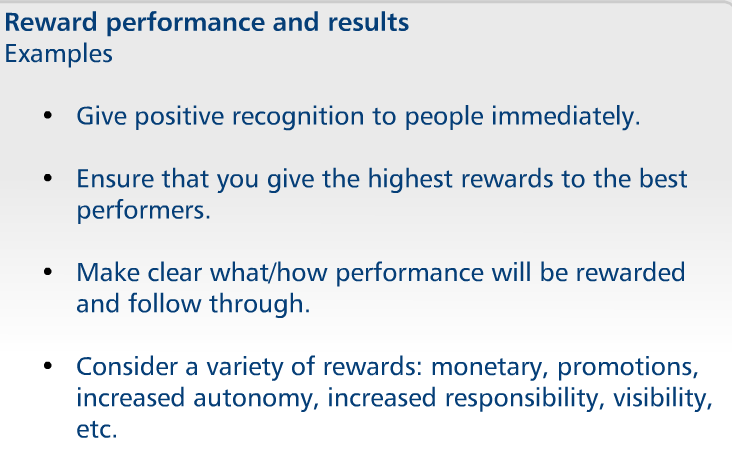 Reward performance and results
Examples
• Give positive recognition to people immediately.
• Ensure that you give the highest rewards to the best
performers.
• Make clear what/how performance will be rewarded
and follow through.
• Consider a variety of rewards: monetary, promotions,
increased autonomy, increased responsibility, visibility,
etc.